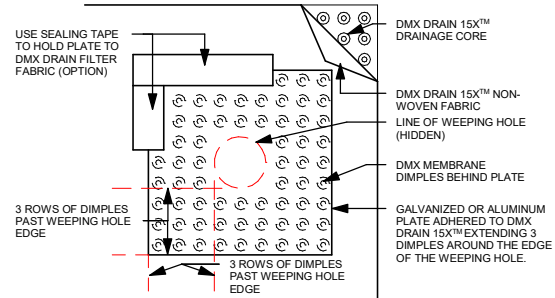 USE SEALING TAPE
TO HOLD PLATE TO
DMX DRAIN FILTER
FABRIC (OPTION)
DMX DRAIN 15X™
DRAINAGE CORE
DMX DRAIN 15X™ NON-
WOVEN FABRIC
LINE OF WEEPING HOLE
(HIDDEN)
DMX MEMBRANE
DIMPLES BEHIND PLATE
3 ROWS OF DIMPLES
PAST WEEPING HOLE
EDGE
GALVANIZED OR ALUMINUM
PLATE ADHERED TO DMX
DRAIN 15X™ EXTENDING 3
DIMPLES AROUND THE EDGE
OF THE WEEPING HOLE.
3 ROWS OF DIMPLES
PAST WEEPING HOLE
EDGE